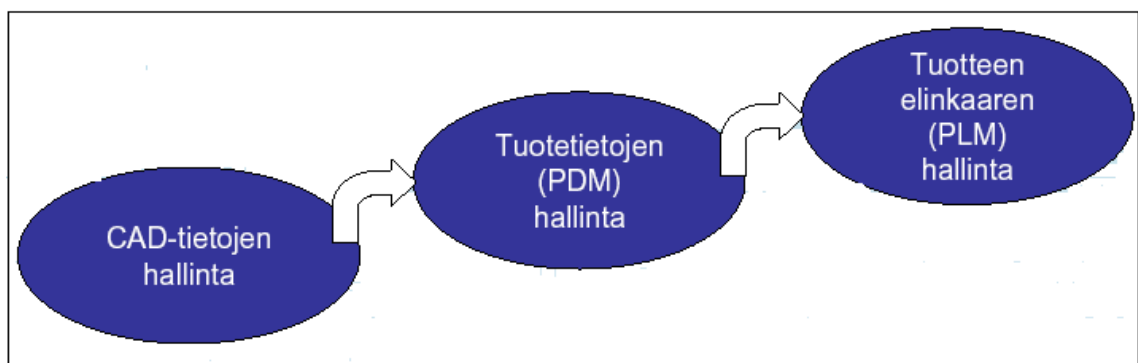 CAD-tietojen
hallinta
Tuotetietojen
(PDM)
hallinta
Tuotteen
elinkaaren
(PLM)
hallinta